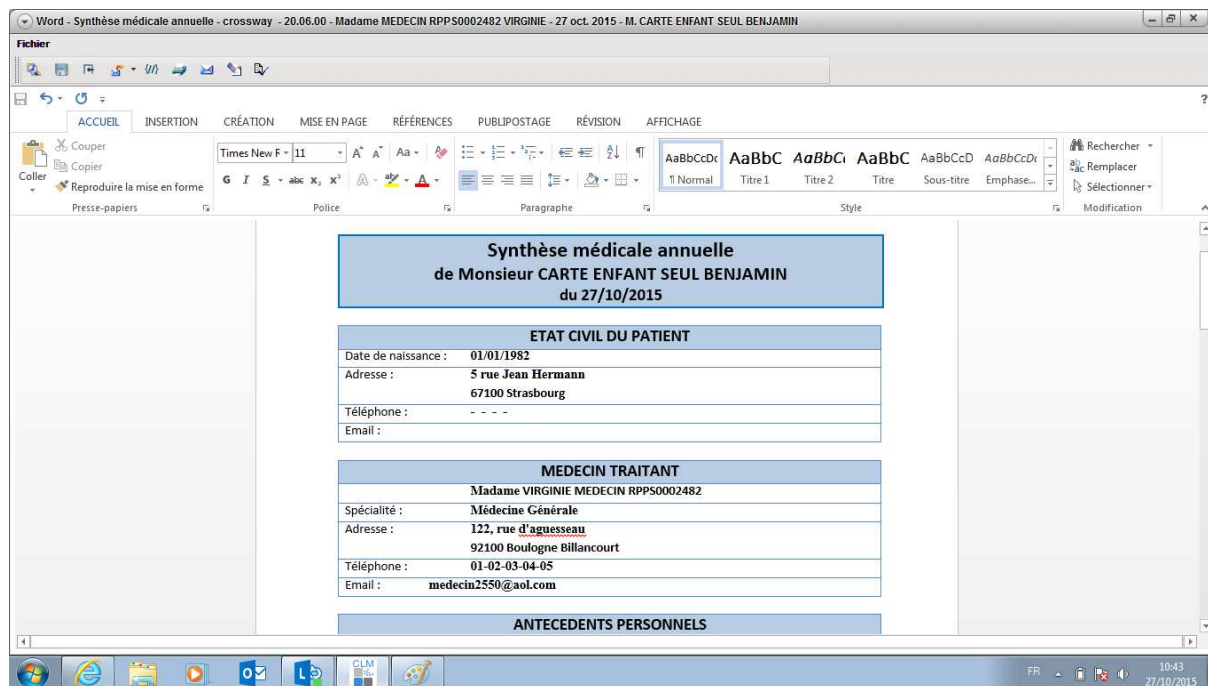 Word - Synthèse médicale annuelle - crossway - 20.06.00 - Madame MEDECIN RPPS0002482 VIRGINIE - 27 oct. 2015 - M. CARTE ENFANT SEUL BENJAMIN
Fichier
?
ACCUEIL INSERTION CRÉATION MISE EN PAGE RÉFÉRENCES PUBLIPOSTAGE RÉVISION AFFICHAGE
Coller
Couper
Copier
Reproduire la mise en forme
Presse-papiers
Times New F 11
G I S abc X, X² A
Police
Paragraphe
AaBbCcDc AaBbC AaBbCt AaBbC AaBbCcD AaBbCcDt
¶ Normal Titre 1 Titre 2 Titre Sous-titre Emphase...
Style
Rechercher
Remplacer
Sélectionner
Modification
Synthèse médicale annuelle
de Monsieur CARTE ENFANT SEUL BENJAMIN
du 27/10/2015
ETAT CIVIL DU PATIENT
Date de naissance : 01/01/1982
Adresse : 5 rue Jean Hermann
67100 Strasbourg
Téléphone : - - - -
Email :
MEDECIN TRAITANT
Madame VIRGINIE MEDECIN RPPS0002482
Spécialité : Médecine Générale
Adresse : 122, rue d'aguesseau
92100 Boulogne Billancourt
Téléphone : 01-02-03-04-05
Email : medecin2550@aol.com
ANTECEDENTS PERSONNELS
CLM
FR
10:43
27/10/2015